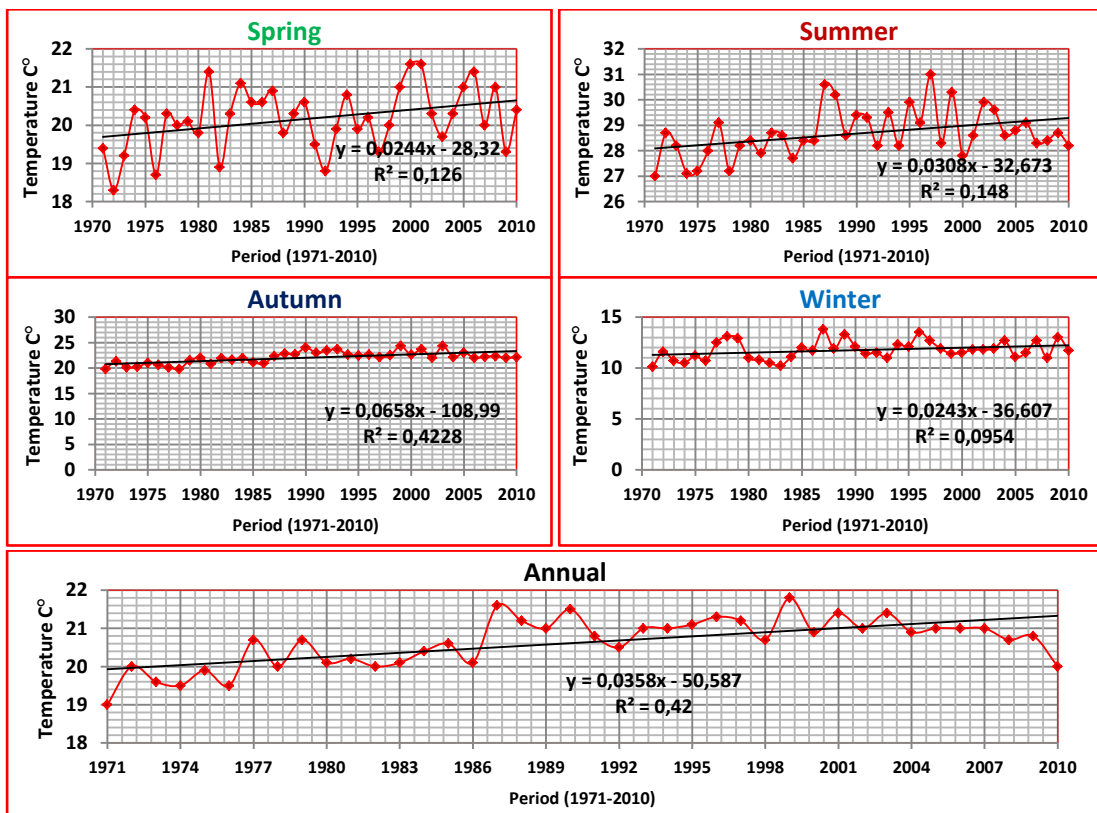 Spring
Temperature C°
22
21
20
19
18
y = 0,0244x - 28,32
R² = 0,126
1970 1975 1980 1985 1990 1995 2000 2005 2010
Period (1971-2010)
Summer
Temperature C°
32
31
30
29
28
27
26
y = 0,0308x - 32,673
R² = 0,148
1970 1975 1980 1985 1990 1995 2000 2005 2010
Period (1971-2010)
Autumn
Temperature C°
30
25
20
15
10
5
0
y = 0,0658x - 108,99
R² = 0,4228
1970 1975 1980 1985 1990 1995 2000 2005 2010
Period (1971-2010)
Winter
Temperature C°
15
10
5
0
y = 0,0243x - 36,607
R² = 0,0954
1970 1975 1980 1985 1990 1995 2000 2005 2010
Period (1971-2010)
Annual
Temperature C°
22
21
20
19
18
y = 0,0358x - 50,587
R² = 0,42
1971 1974 1977 1980 1983 1986 1989 1992 1995 1998 2001 2004 2007 2010
Period (1971-2010)